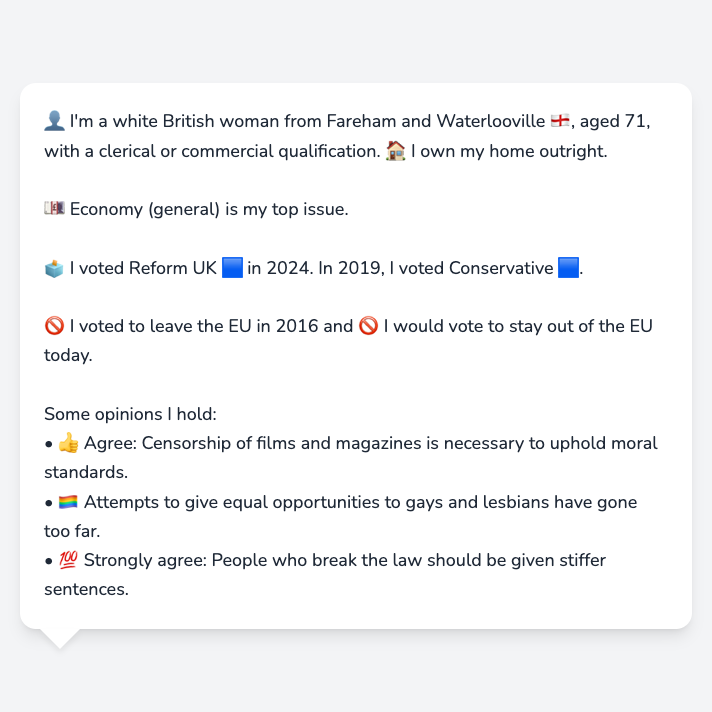 👤 I'm a white British woman from Fareham and Waterlooville 🏴󠁧󠁢󠁥󠁮󠁧󠁿, aged 71,
with a clerical or commercial qualification. 🏠 I own my home outright.
💷 Economy (general) is my top issue.
🗳️ I voted Reform UK 🟦 in 2024. In 2019, I voted Conservative 🟦.
🚫 I voted to leave the EU in 2016 and 🚫 I would vote to stay out of the EU
today.
Some opinions I hold:
• 👍 Agree: Censorship of films and magazines is necessary to uphold moral
standards.
• 🏳️‍🌈 Attempts to give equal opportunities to gays and lesbians have gone
too far.
• 💯 Strongly agree: People who break the law should be given stiffer
sentences.